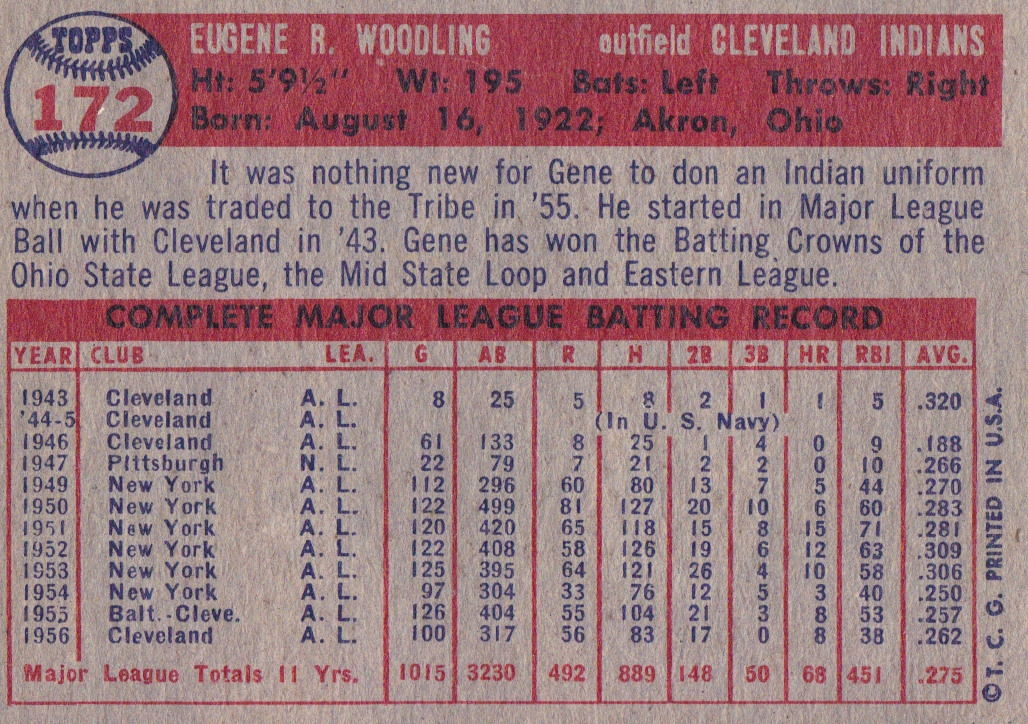 TOPPS
172
EUGENE R. WOODLING outfield CLEVELAND INDIANS
Ht: 5'9½" Wt: 195 Bats: Left Throws: Right
Born: August 16, 1922; Akron, Ohio
It was nothing new for Gene to don an Indian uniform
when he was traded to the Tribe in '55. He started in Major League
Ball with Cleveland in '43. Gene has won the Batting Crowns of the
Ohio State League, the Mid State Loop and Eastern League.
COMPLETE MAJOR LEAGUE BATTING RECORD
YEAR CLUB LEA. G AB R H 2B 3B HR RBI AVG.
1943 Cleveland A. L. 8 25 5 8 2 1 1 5 .320
'44-5 Cleveland A. L. (In U. S. Navy)
1946 Cleveland A. L. 61 133 8 25 1 4 0 9 .188
1947 Pittsburgh N. L. 22 79 7 21 2 2 0 10 .266
1949 New York A. L. 112 296 60 80 13 7 5 44 .270
1950 New York A. L. 122 499 81 127 20 10 6 60 .283
1951 New York A. L. 120 420 65 118 15 8 15 71 .281
1952 New York A. L. 122 408 58 126 19 6 12 63 .309
1953 New York A. L. 125 395 64 121 26 4 10 58 .306
1954 New York A. L. 97 304 33 76 12 5 3 40 .250
1955 Balt.-Cleve. A. L. 126 404 55 104 21 3 8 53 .257
1956 Cleveland A. L. 100 317 56 83 17 0 8 38 .262
Major League Totals 11 Yrs. 1015 3230 492 889 148 50 68 451 .275
© T. C. G. PRINTED IN U.S.A.